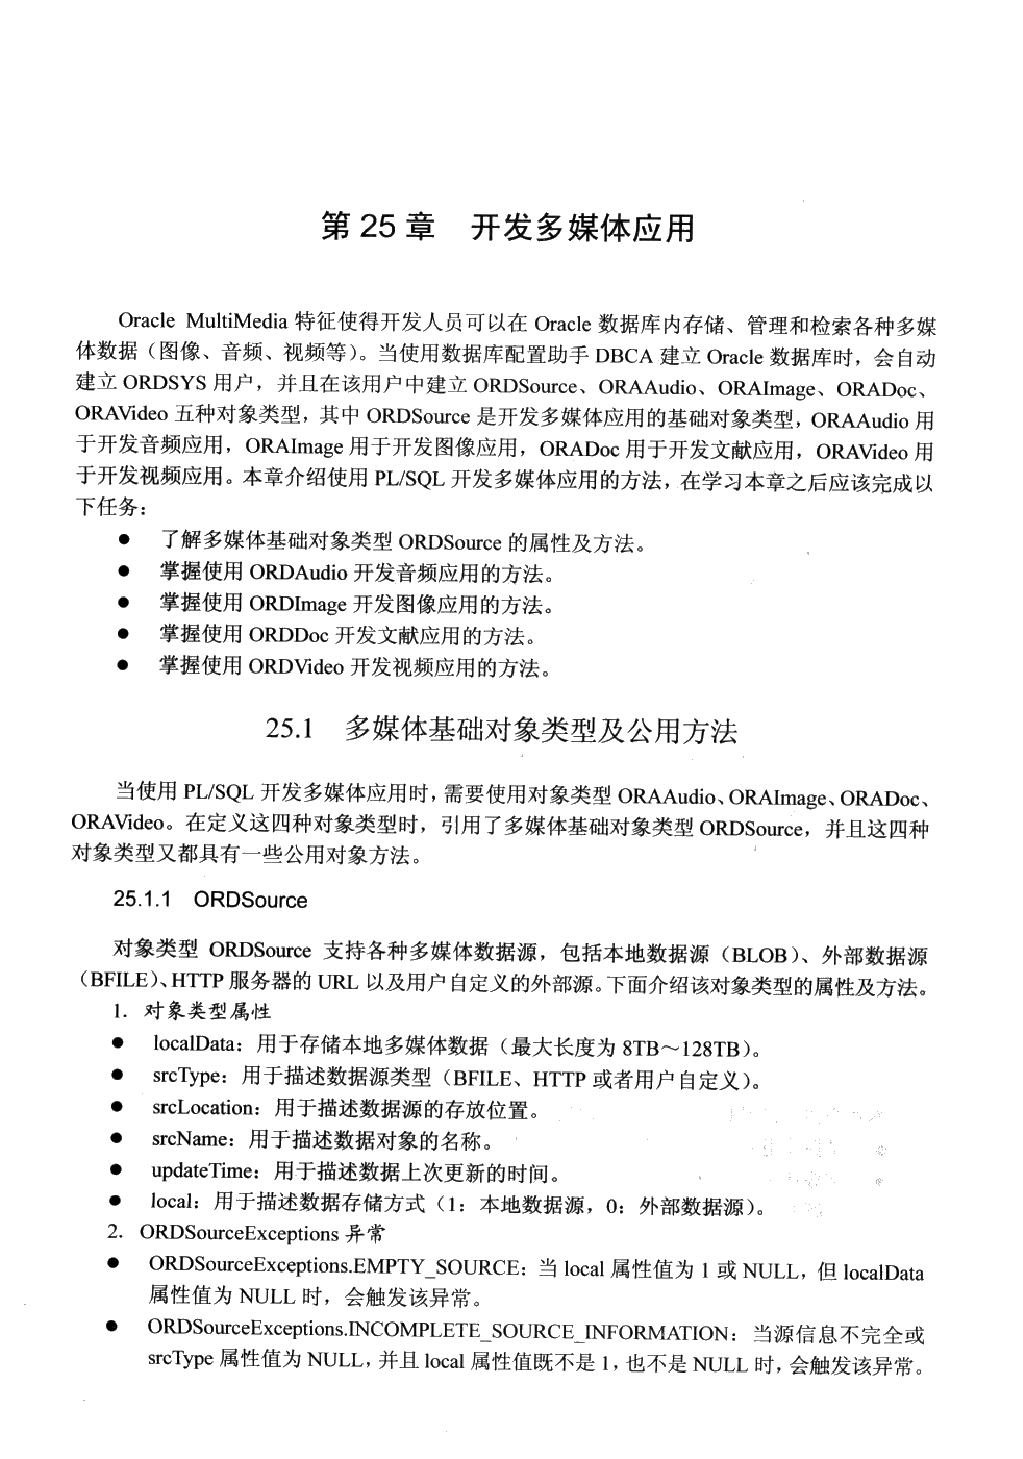 第 25 章　开发多媒体应用
Oracle MultiMedia 特征使得开发人员可以在 Oracle 数据库内存储、管理和检索各种多媒
体数据（图像、音频、视频等）。当使用数据库配置助手 DBCA 建立 Oracle 数据库时，会自动
建立 ORDSYS 用户，并且在该用户中建立 ORDSource、ORAAudio、ORAImage、ORADoc、
ORAVideo 五种对象类型，其中 ORDSource 是开发多媒体应用的基础对象类型，ORAAudio 用
于开发音频应用，ORAImage 用于开发图像应用，ORADoc 用于开发文献应用，ORAVideo 用
于开发视频应用。本章介绍使用 PL/SQL 开发多媒体应用的方法，在学习本章之后应该完成以
下任务：
● 了解多媒体基础对象类型 ORDSource 的属性及方法。
● 掌握使用 ORDAudio 开发音频应用的方法。
● 掌握使用 ORDImage 开发图像应用的方法。
● 掌握使用 ORDDoc 开发文献应用的方法。
● 掌握使用 ORDVideo 开发视频应用的方法。
25.1　多媒体基础对象类型及公用方法
当使用 PL/SQL 开发多媒体应用时，需要使用对象类型 ORAAudio、ORAImage、ORADoc、
ORAVideo。在定义这四种对象类型时，引用了多媒体基础对象类型 ORDSource，并且这四种
对象类型又都具有一些公用对象方法。
25.1.1　ORDSource
对象类型 ORDSource 支持各种多媒体数据源，包括本地数据源（BLOB）、外部数据源
（BFILE）、HTTP 服务器的 URL 以及用户自定义的外部源。下面介绍该对象类型的属性及方法。
1．对象类型属性
● localData：用于存储本地多媒体数据（最大长度为 8TB～128TB）。
● srcType：用于描述数据源类型（BFILE、HTTP 或者用户自定义）。
● srcLocation：用于描述数据源的存放位置。
● srcName：用于描述数据对象的名称。
● updateTime：用于描述数据上次更新的时间。
● local：用于描述数据存储方式（1：本地数据源，0：外部数据源）。
2．ORDSourceExceptions 异常
● ORDSourceExceptions.EMPTY_SOURCE：当 local 属性值为 1 或 NULL，但 localData
属性值为 NULL 时，会触发该异常。
● ORDSourceExceptions.INCOMPLETE_SOURCE_INFORMATION：当源信息不完全或
srcType 属性值为 NULL，并且 local 属性值既不是 1，也不是 NULL 时，会触发该异常。